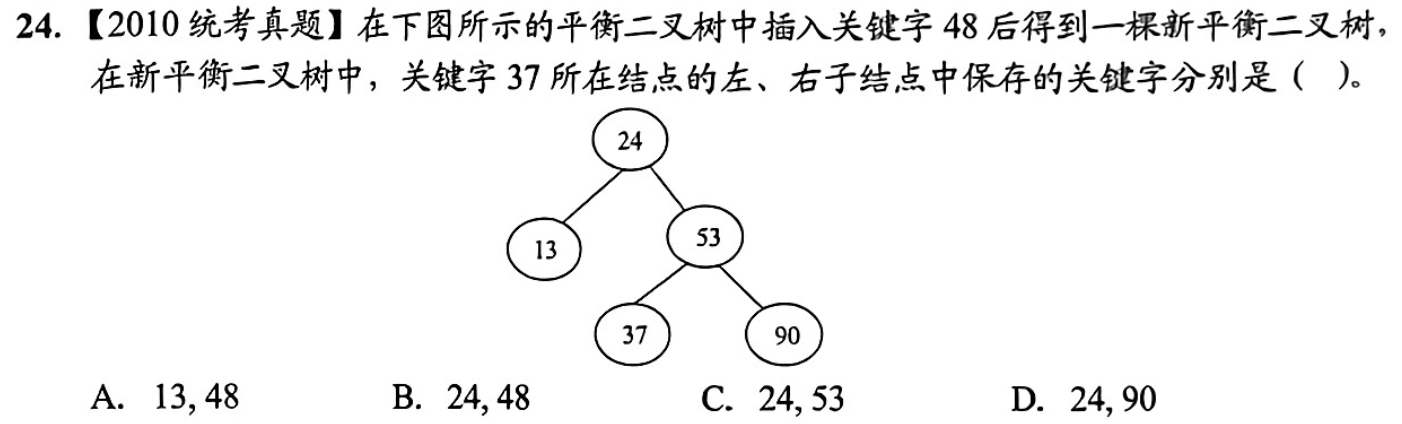 24. 【2010 统考真题】在下图所示的平衡二叉树中插入关键字 48 后得到一棵新平衡二叉树，
在新平衡二叉树中，关键字 37 所在结点的左、右子结点中保存的关键字分别是（ ）。
24
13
53
37
90
A. 13, 48 B. 24, 48 C. 24, 53 D. 24, 90